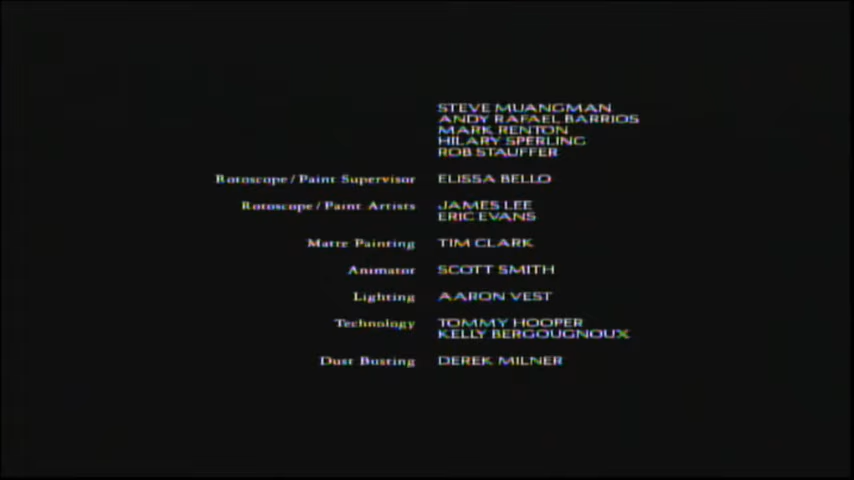 STEVE MUANGMAN
ANDY RAFAEL BARRIOS
MARK RENTON
HILARY SPERLING
ROB STAUFFER
Rotoscope / Paint Supervisor ELISSA BELLO
Rotoscope / Paint Artists JAMES LEE
ERIC EVANS
Matte Painting TIM CLARK
Animator SCOTT SMITH
Lighting AARON VEST
Technology TOMMY HOOPER
KELLY BERGOUGNOUX
Dust Busting DEREK MILNER